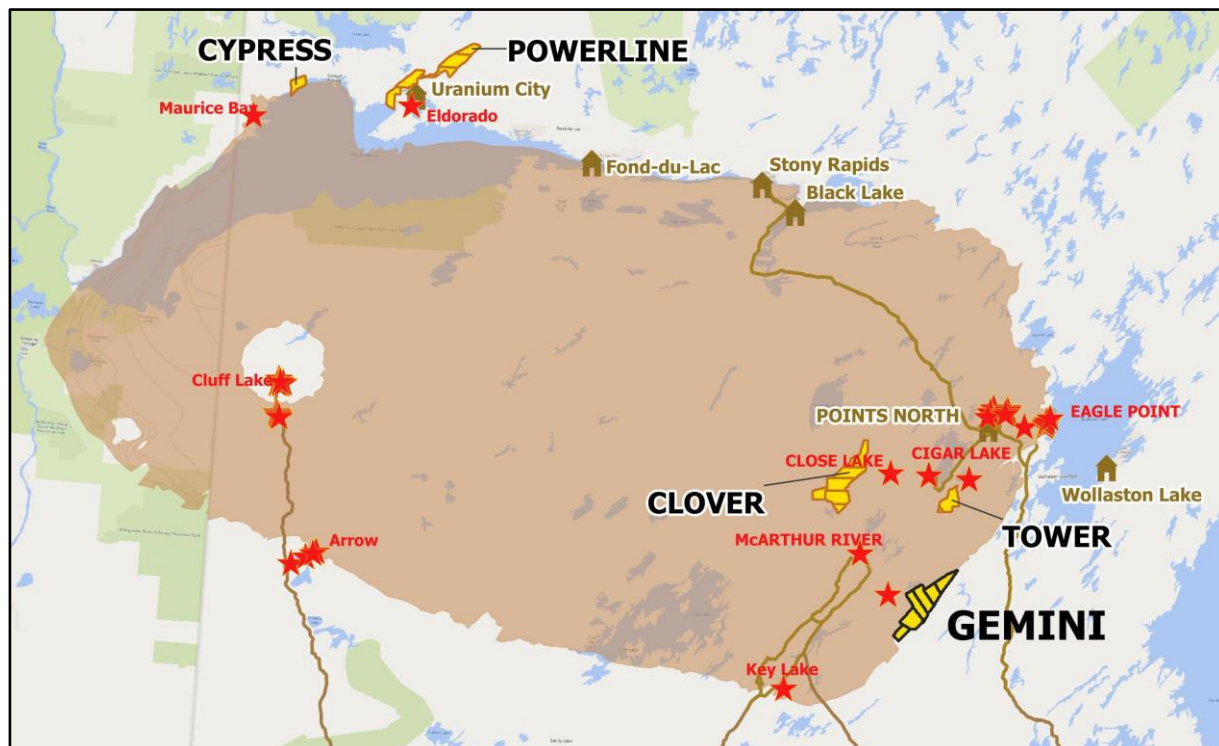 CYPRESS
POWERLINE
Uranium City
Maurice Bay
Eldorado
Fond-du-Lac
Stony Rapids
Black Lake
Cluff Lake
POINTS NORTH
EAGLE POINT
CLOSE LAKE
CIGAR LAKE
Wollaston Lake
CLOVER
TOWER
Arrow
McARTHUR RIVER
GEMINI
Key Lake